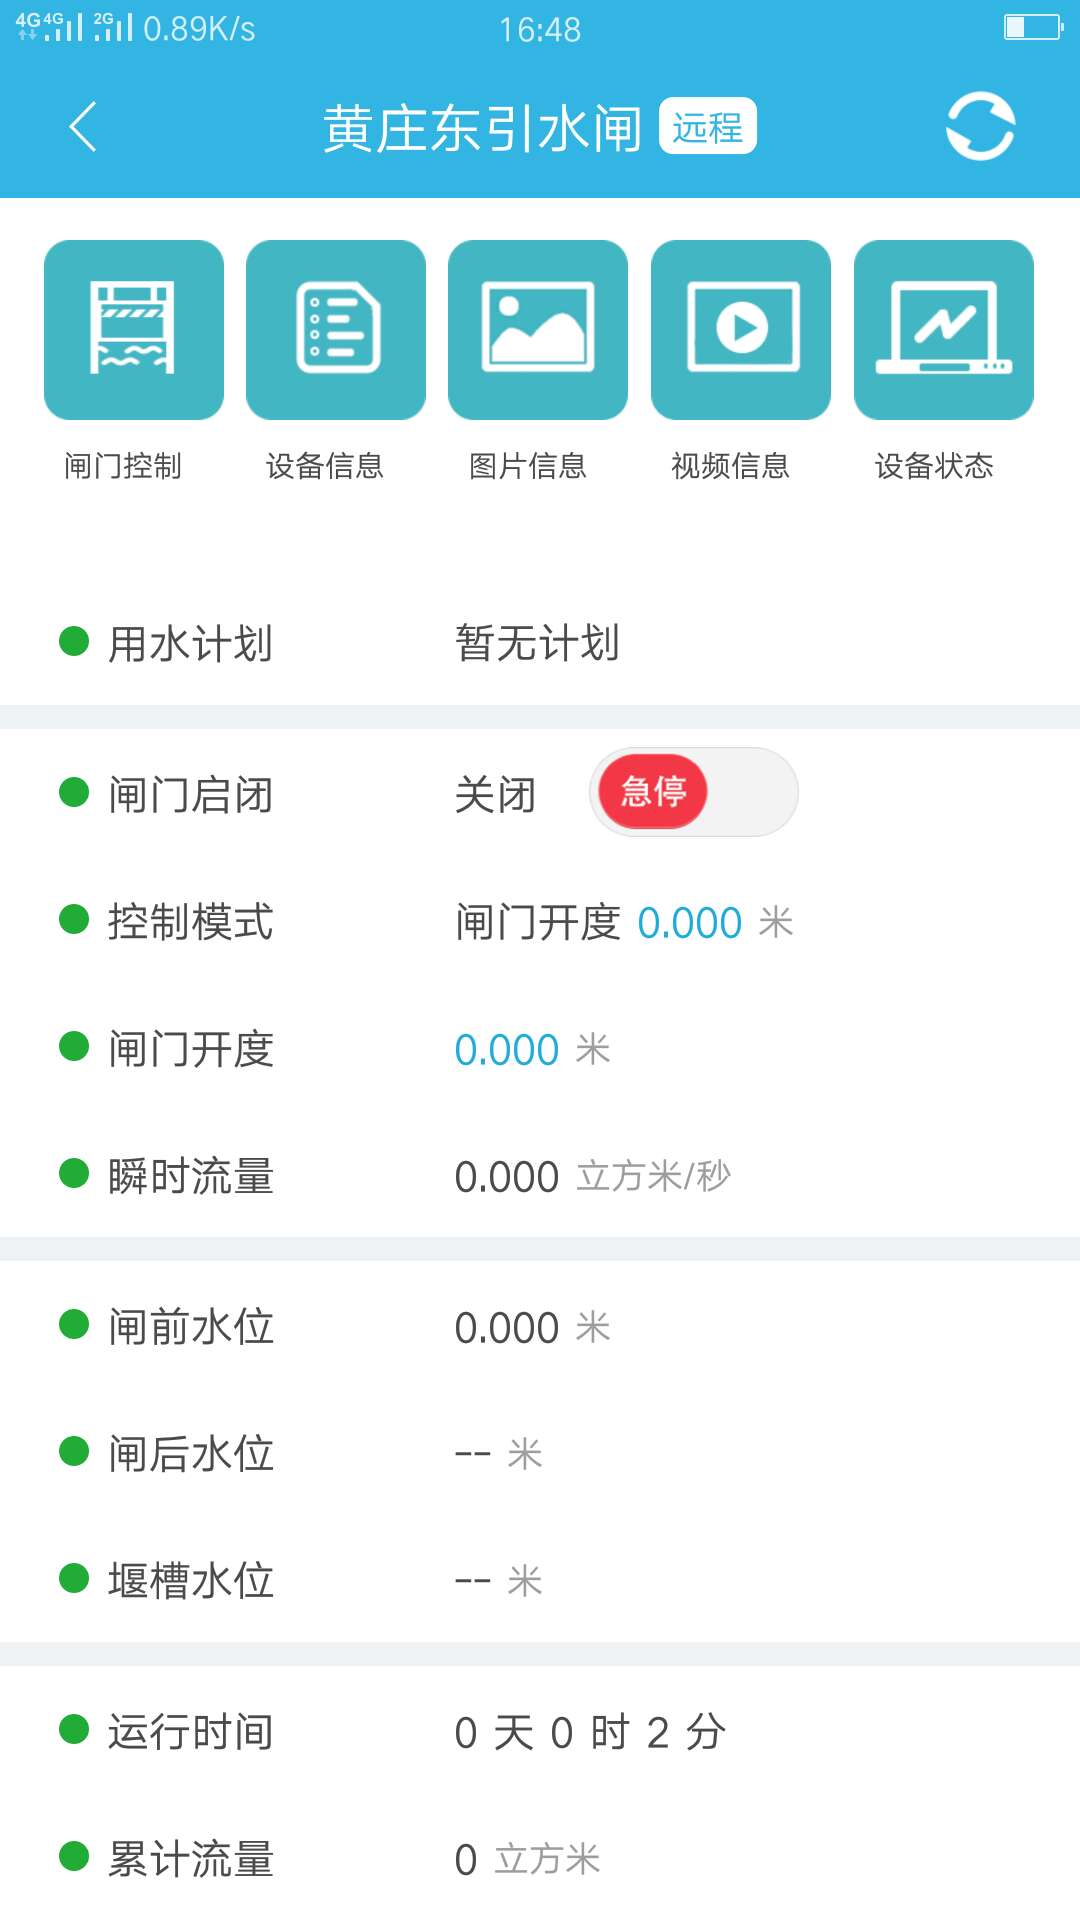 4G 4G 2G 0.89K/s 16:48
黄庄东引水闸 远程
闸门控制 设备信息 图片信息 视频信息 设备状态
用水计划 暂无计划
闸门启闭 关闭 急停
控制模式 闸门开度 0.000 米
闸门开度 0.000 米
瞬时流量 0.000 立方米/秒
闸前水位 0.000 米
闸后水位 -- 米
堰槽水位 -- 米
运行时间 0 天 0 时 2 分
累计流量 0 立方米